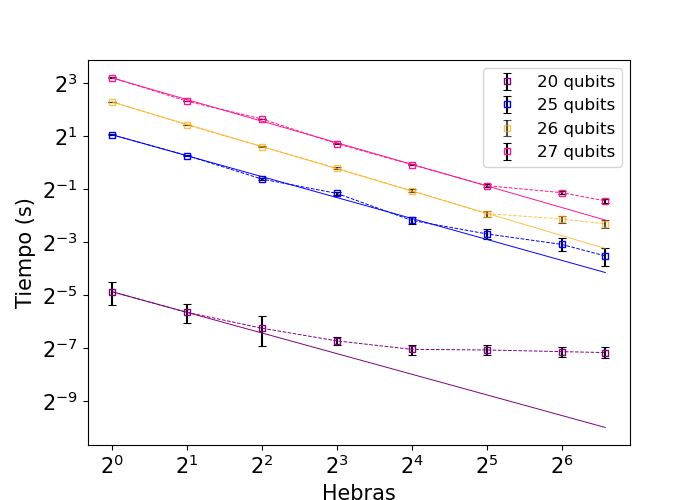 2^3
2^1
2^−1
2^−3
2^−5
2^−7
2^−9
Tiempo (s)
20 qubits
25 qubits
26 qubits
27 qubits
2^0 2^1 2^2 2^3 2^4 2^5 2^6
Hebras